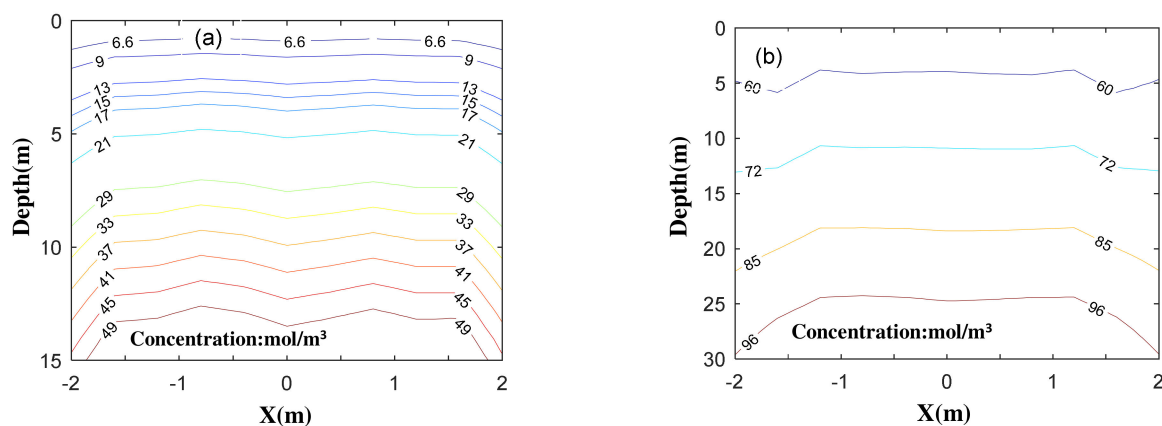 (a)
0
5
10
15
Depth(m)
6.6 6.6 6.6
9 9
13 13
15 15
17 17
21 21
29 29
33 33
37 37
41 41
45 45
49 49
Concentration:mol/m³
-2 -1 0 1 2
X(m)
(b)
0
5
10
15
20
25
30
Depth(m)
60 60
72 72
85 85
96 96
Concentration:mol/m³
-2 -1 0 1 2
X(m)